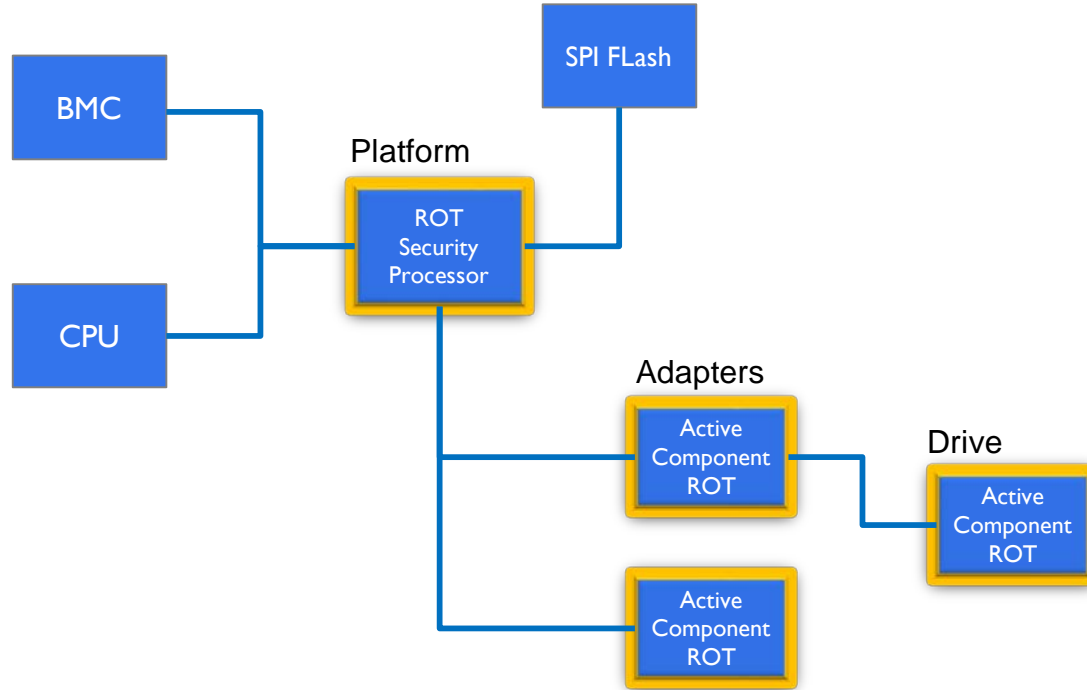 SPI FLash
BMC
Platform
ROT
Security
Processor
CPU
Adapters
Active
Component
ROT
Drive
Active
Component
ROT
Active
Component
ROT